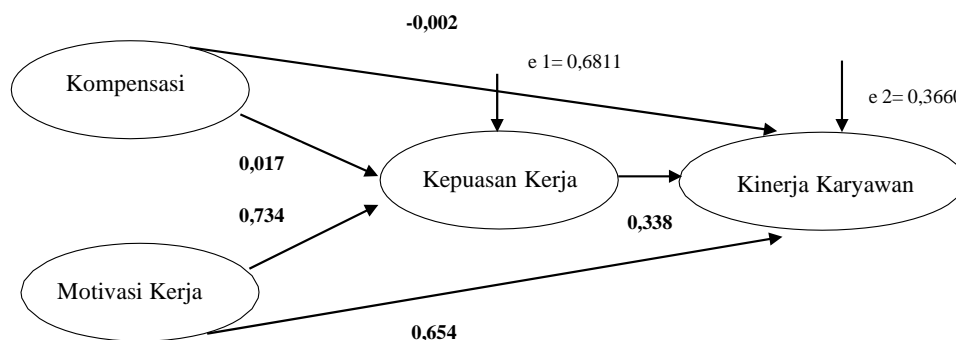 -0,002
e 1= 0,6811
Kompensasi
e 2= 0,3660
0,017
Kepuasan Kerja
Kinerja Karyawan
0,734
0,338
Motivasi Kerja
0,654